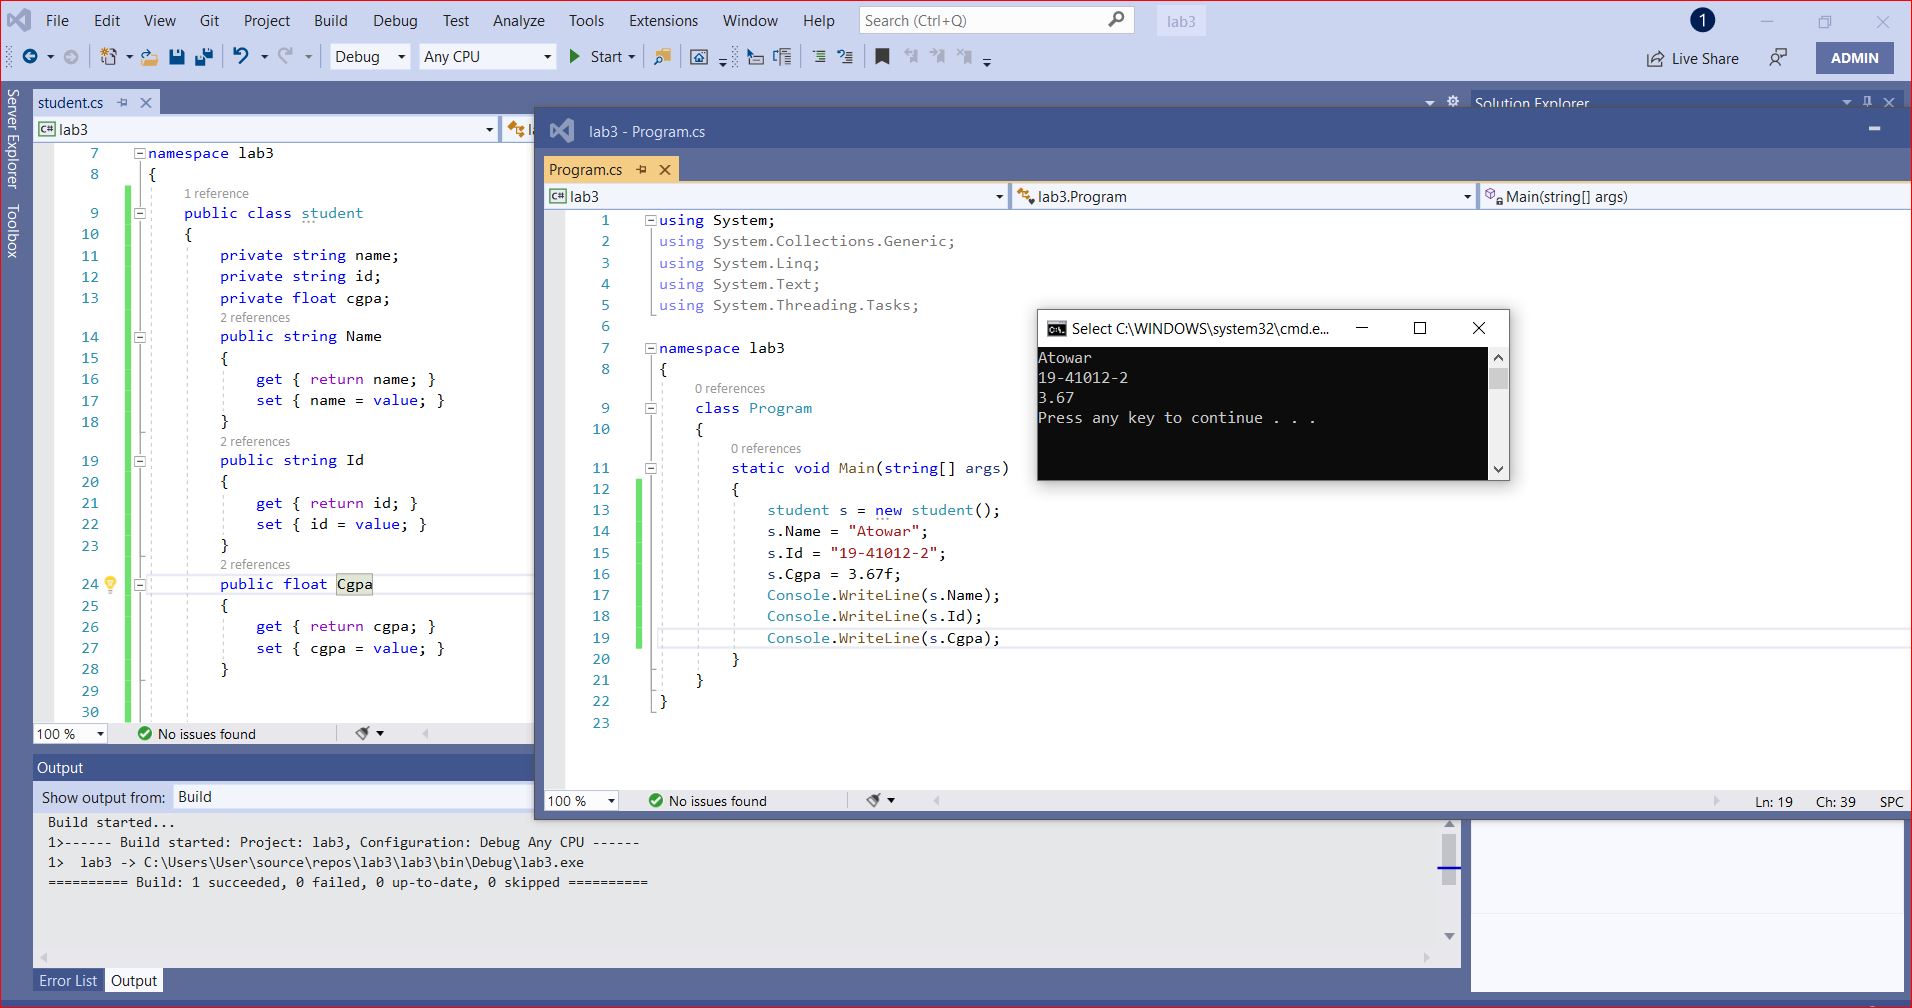 File Edit View Git Project Build Debug Test Analyze Tools Extensions Window Help Search (Ctrl+Q) lab3 1
Debug Any CPU Start Live Share ADMIN
Server Explorer
Toolbox
student.cs
lab3
7 namespace lab3
8 {
1 reference
9 public class student
10 {
11 private string name;
12 private string id;
13 private float cgpa;
2 references
14 public string Name
15 {
16 get { return name; }
17 set { name = value; }
18 }
2 references
19 public string Id
20 {
21 get { return id; }
22 set { id = value; }
23 }
2 references
24 public float Cgpa
25 {
26 get { return cgpa; }
27 set { cgpa = value; }
28 }
29
30
100 % No issues found
Solution Explorer
lab3 - Program.cs
Program.cs
C# lab3 lab3.Program Main(string[] args)
1 using System;
2 using System.Collections.Generic;
3 using System.Linq;
4 using System.Text;
5 using System.Threading.Tasks;
6
7 namespace lab3
8 {
0 references
9 class Program
10 {
0 references
11 static void Main(string[] args)
12 {
13 student s = new student();
14 s.Name = "Atowar";
15 s.Id = "19-41012-2";
16 s.Cgpa = 3.67f;
17 Console.WriteLine(s.Name);
18 Console.WriteLine(s.Id);
19 Console.WriteLine(s.Cgpa);
20 }
21 }
22 }
23
100 % No issues found Ln: 19 Ch: 39 SPC
Select C:\WINDOWS\system32\cmd.e...
Atowar
19-41012-2
3.67
Press any key to continue . . .
Output
Show output from: Build
Build started...
1>------ Build started: Project: lab3, Configuration: Debug Any CPU ------
1>  lab3 -> C:\Users\User\source\repos\lab3\lab3\bin\Debug\lab3.exe
========== Build: 1 succeeded, 0 failed, 0 up-to-date, 0 skipped ==========
Error List Output